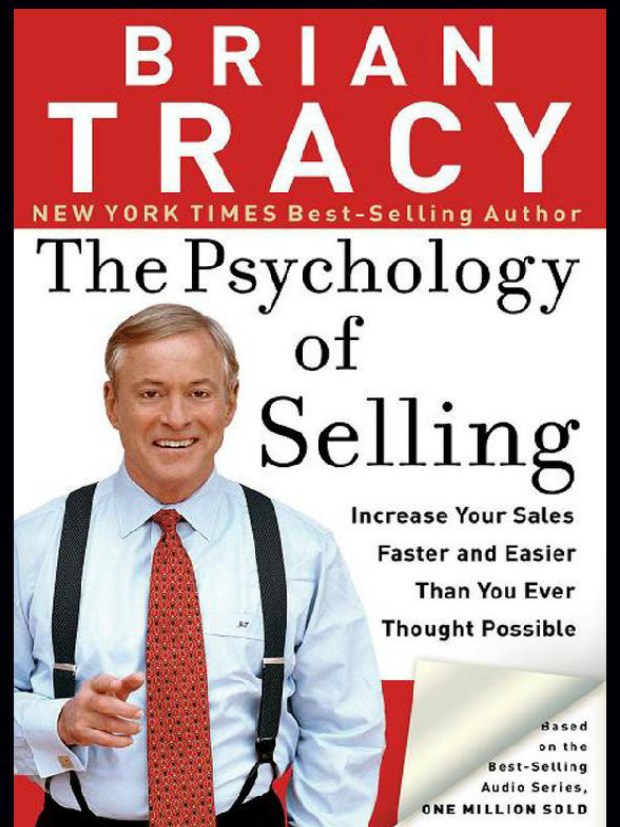 BRIAN
TRACY
NEW YORK TIMES Best-Selling Author
The Psychology
of
Selling
Increase Your Sales
Faster and Easier
Than You Ever
Thought Possible
Based
on the
Best-Selling
Audio Series,
ONE MILLION SOLD